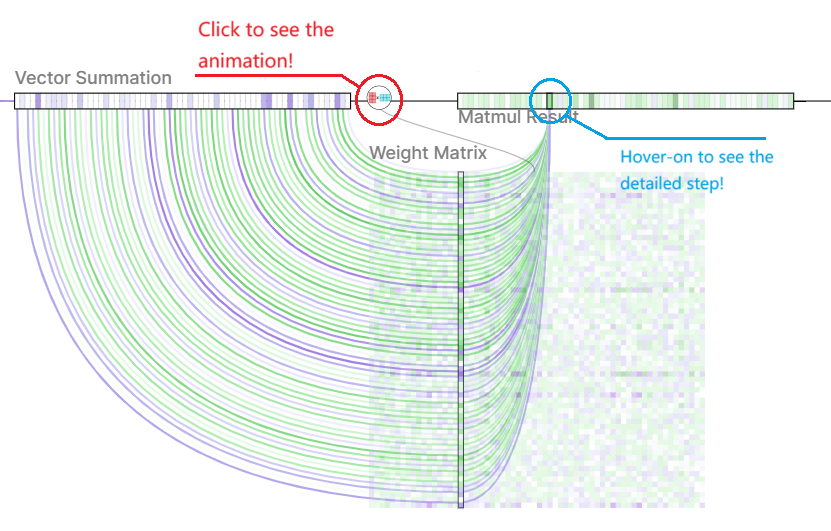 Click to see the
animation!
Vector Summation
Matmul Result
Weight Matrix
Hover-on to see the
detailed step!